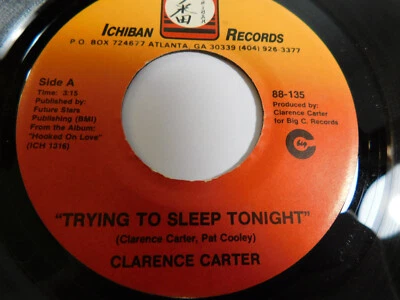 ICHIBAN RECORDS
P.O. BOX 724677 ATLANTA, GA 30339 (404) 926-3377
Side A
Time: 3:15
Published by:
Future Stars
Publishing (BMI)
From the Album:
"Hooked On Love"
(ICH 1016)
88-135
Produced by:
Clarence Carter
for Big C. Records
"TRYING TO SLEEP TONIGHT"
(Clarence Carter, Pat Cooley)
CLARENCE CARTER